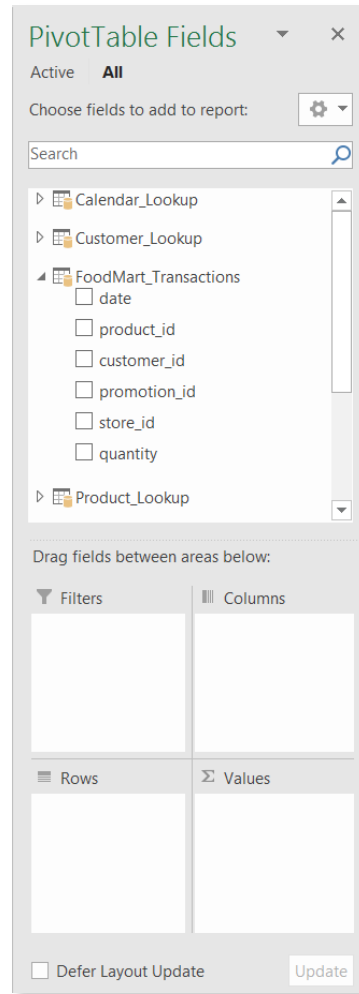 PivotTable Fields
Active All
Choose fields to add to report:
Search
Calendar_Lookup
Customer_Lookup
FoodMart_Transactions
date
product_id
customer_id
promotion_id
store_id
quantity
Product_Lookup
Drag fields between areas below:
Filters
Columns
Rows
Σ Values
Defer Layout Update
Update